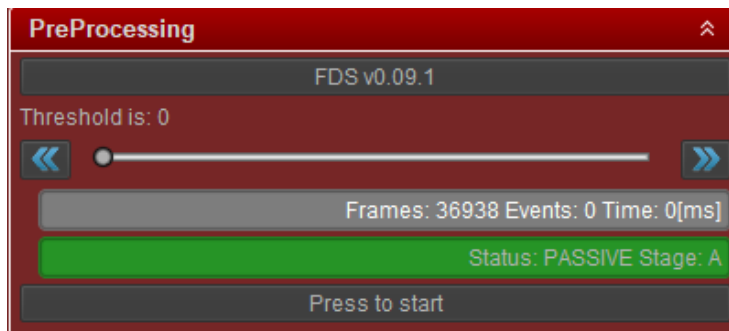 PreProcessing
FDS v0.09.1
Threshold is: 0
Frames: 36938 Events: 0 Time: 0[ms]
Status: PASSIVE Stage: A
Press to start